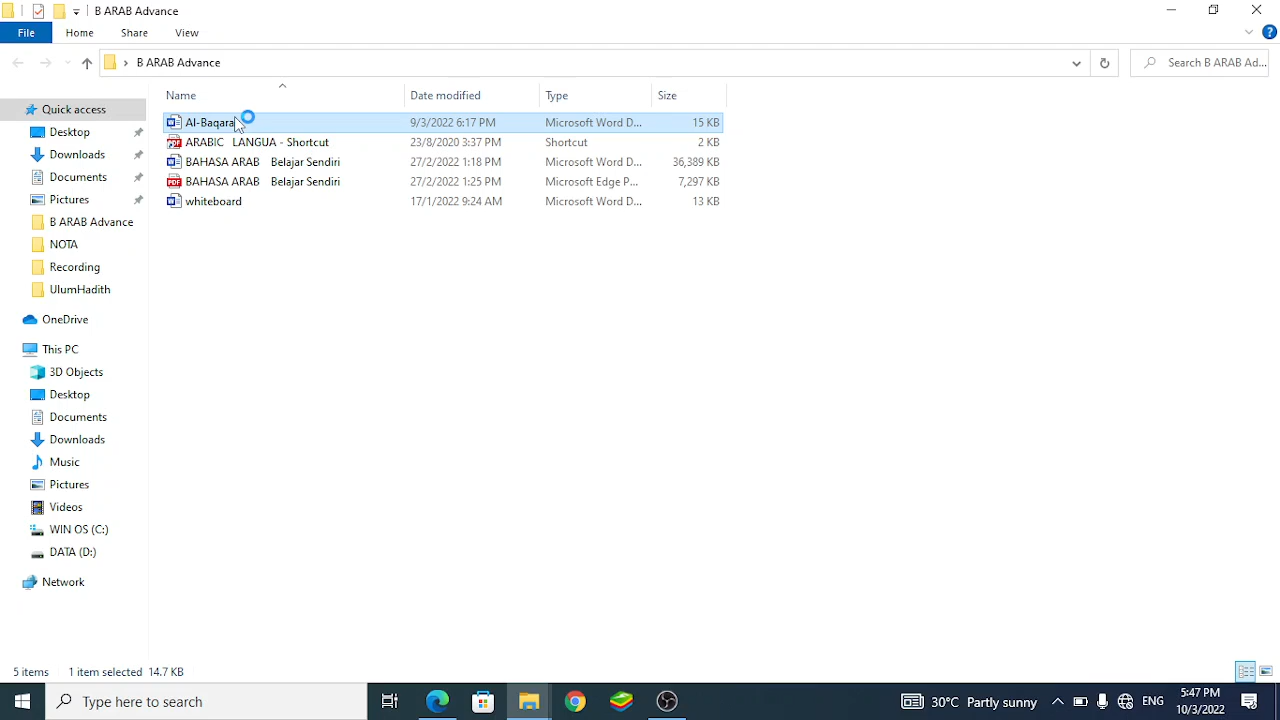 B ARAB Advance
File Home Share View
B ARAB Advance
Search B ARAB Ad...
Name Date modified Type Size
Quick access
Desktop
Downloads
Documents
Pictures
B ARAB Advance
NOTA
Recording
UlumHadith
OneDrive
This PC
3D Objects
Desktop
Documents
Downloads
Music
Pictures
Videos
WIN OS (C:)
DATA (D:)
Network
Al-Baqara 9/3/2022 6:17 PM Microsoft Word D... 15 KB
ARABIC LANGUA - Shortcut 23/8/2020 3:37 PM Shortcut 2 KB
BAHASA ARAB Belajar Sendiri 27/2/2022 1:18 PM Microsoft Word D... 36,389 KB
BAHASA ARAB Belajar Sendiri 27/2/2022 1:25 PM Microsoft Edge P... 7,297 KB
whiteboard 17/1/2022 9:24 AM Microsoft Word D... 13 KB
5 items 1 item selected 14.7 KB
Type here to search
30°C Partly sunny
ENG
5:47 PM
10/3/2022